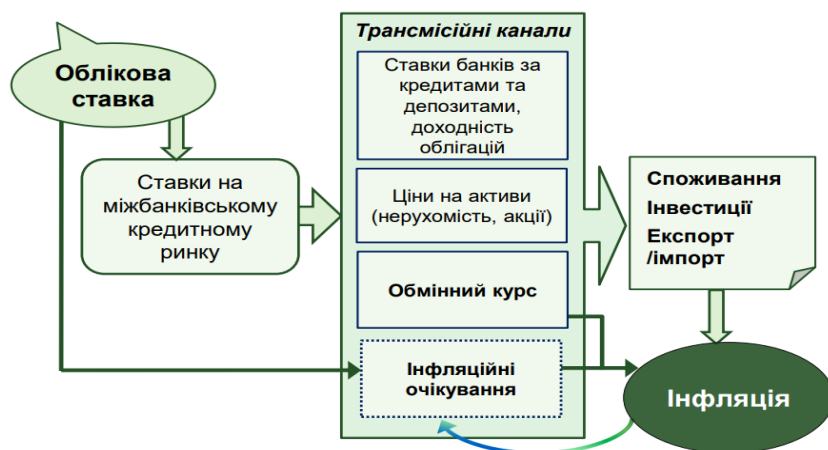 Облікова
ставка
Ставки на
міжбанківському
кредитному
ринку
Трансмісійні канали
Ставки банків за
кредитами та
депозитами,
доходність
облігацій
Ціни на активи
(нерухомість, акції)
Обмінний курс
Інфляційні
очікування
Споживання
Інвестиції
Експорт
/імпорт
Інфляція